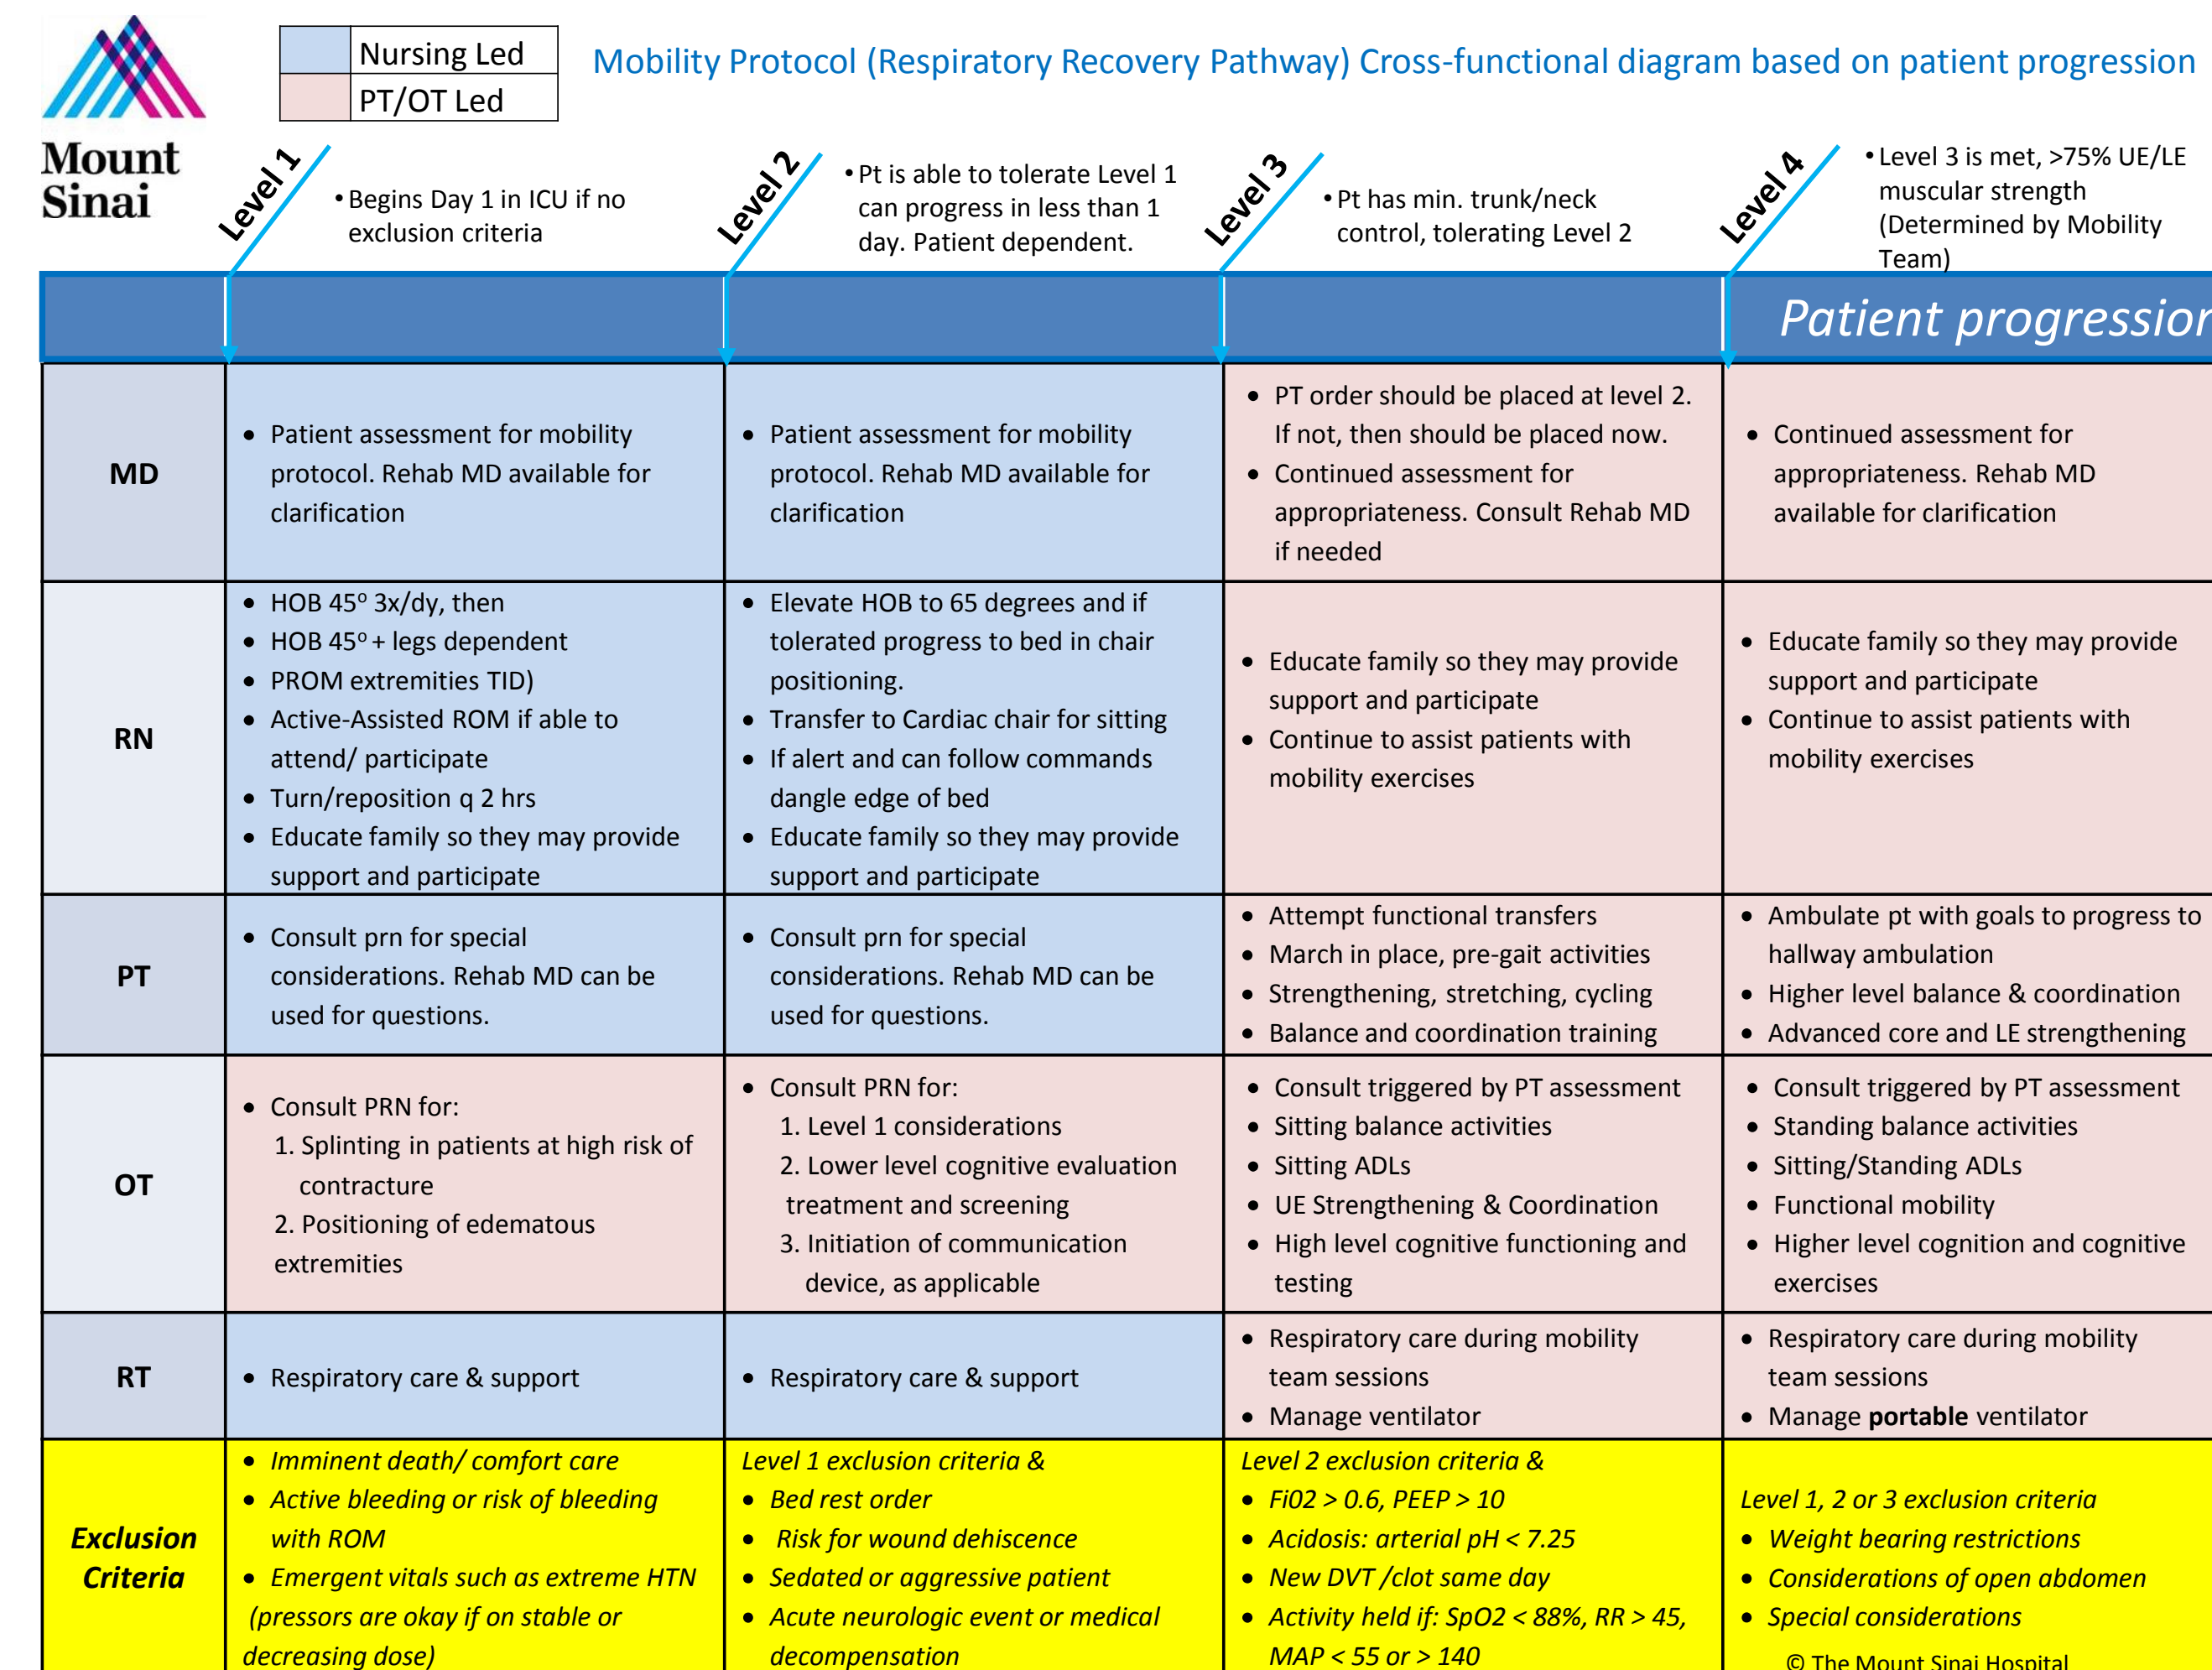 Mount
Sinai
Nursing Led
PT/OT Led
Mobility Protocol (Respiratory Recovery Pathway) Cross-functional diagram based on patient progression
Level 1
• Begins Day 1 in ICU if no
exclusion criteria
Level 2
• Pt is able to tolerate Level 1
can progress in less than 1
day. Patient dependent.
Level 3
• Pt has min. trunk/neck
control, tolerating Level 2
Level 4
• Level 3 is met, >75% UE/LE
muscular strength
(Determined by Mobility
Team)
Patient progression
MD
• Patient assessment for mobility
protocol. Rehab MD available for
clarification
• Patient assessment for mobility
protocol. Rehab MD available for
clarification
• PT order should be placed at level 2.
If not, then should be placed now.
• Continued assessment for
appropriateness. Consult Rehab MD
if needed
• Continued assessment for
appropriateness. Rehab MD
available for clarification
RN
• HOB 45º 3x/dy, then
• HOB 45º + legs dependent
• PROM extremities TID)
• Active-Assisted ROM if able to
attend/ participate
• Turn/reposition q 2 hrs
• Educate family so they may provide
support and participate
• Elevate HOB to 65 degrees and if
tolerated progress to bed in chair
positioning.
• Transfer to Cardiac chair for sitting
• If alert and can follow commands
dangle edge of bed
• Educate family so they may provide
support and participate
• Educate family so they may provide
support and participate
• Continue to assist patients with
mobility exercises
• Educate family so they may provide
support and participate
• Continue to assist patients with
mobility exercises
PT
• Consult prn for special
considerations. Rehab MD can be
used for questions.
• Consult prn for special
considerations. Rehab MD can be
used for questions.
• Attempt functional transfers
• March in place, pre-gait activities
• Strengthening, stretching, cycling
• Balance and coordination training
• Ambulate pt with goals to progress to
hallway ambulation
• Higher level balance & coordination
• Advanced core and LE strengthening
OT
• Consult PRN for:
1. Splinting in patients at high risk of
contracture
2. Positioning of edematous
extremities
• Consult PRN for:
1. Level 1 considerations
2. Lower level cognitive evaluation
treatment and screening
3. Initiation of communication
device, as applicable
• Consult triggered by PT assessment
• Sitting balance activities
• Sitting ADLs
• UE Strengthening & Coordination
• High level cognitive functioning and
testing
• Consult triggered by PT assessment
• Standing balance activities
• Sitting/Standing ADLs
• Functional mobility
• Higher level cognition and cognitive
exercises
RT
• Respiratory care & support
• Respiratory care & support
• Respiratory care during mobility
team sessions
• Manage ventilator
• Respiratory care during mobility
team sessions
• Manage portable ventilator
Exclusion
Criteria
• Imminent death/ comfort care
• Active bleeding or risk of bleeding
with ROM
• Emergent vitals such as extreme HTN
(pressors are okay if on stable or
decreasing dose)
Level 1 exclusion criteria &
• Bed rest order
• Risk for wound dehiscence
• Sedated or aggressive patient
• Acute neurologic event or medical
decompensation
Level 2 exclusion criteria &
• Fi02 > 0.6, PEEP > 10
• Acidosis: arterial pH < 7.25
• New DVT /clot same day
• Activity held if: SpO2 < 88%, RR > 45,
MAP < 55 or > 140
Level 1, 2 or 3 exclusion criteria
• Weight bearing restrictions
• Considerations of open abdomen
• Special considerations
© The Mount Sinai Hospital